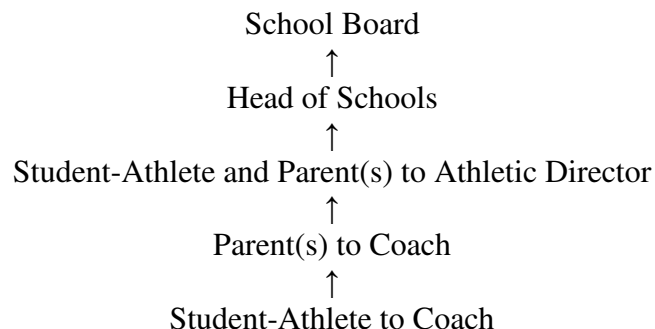 School Board
↑
Head of Schools
↑
Student-Athlete and Parent(s) to Athletic Director
↑
Parent(s) to Coach
↑
Student-Athlete to Coach